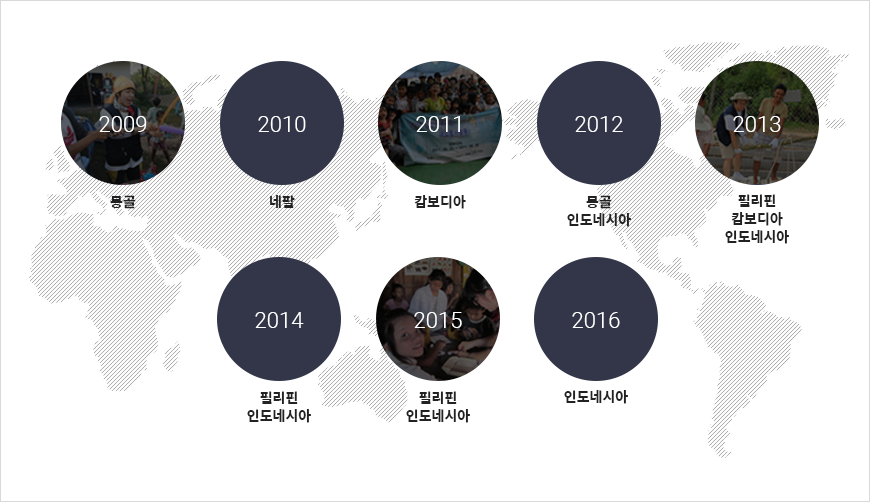 2009
몽골
2010
네팔
2011
캄보디아
2012
몽골
인도네시아
2013
필리핀
캄보디아
인도네시아
2014
필리핀
인도네시아
2015
필리핀
인도네시아
2016
인도네시아